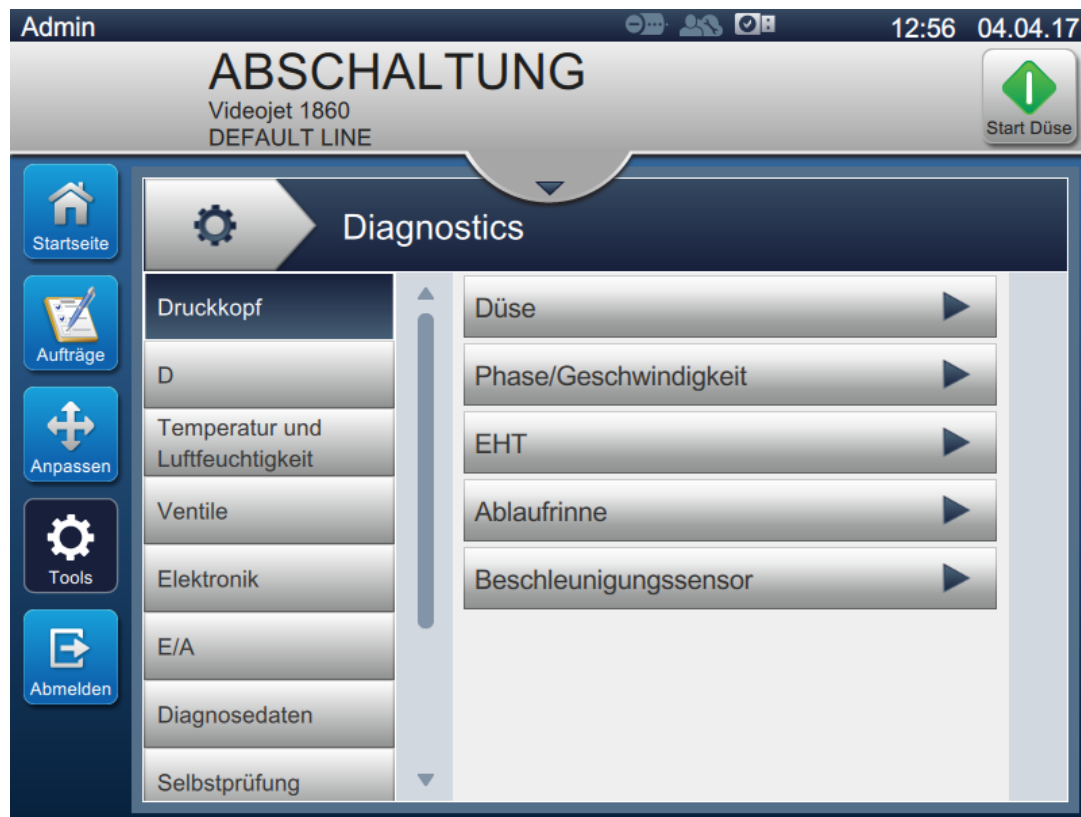 Admin
12:56 04.04.17
ABSCHALTUNG
Videojet 1860
DEFAULT LINE
Start Düse
Startseite
Aufträge
Anpassen
Tools
Abmelden
Diagnostics
Druckkopf
D
Temperatur und
Luftfeuchtigkeit
Ventile
Elektronik
E/A
Diagnosedaten
Selbstprüfung
Düse
Phase/Geschwindigkeit
EHT
Ablaufrinne
Beschleunigungssensor